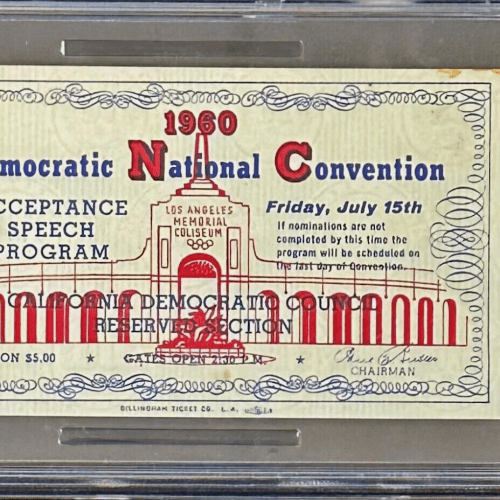 1960
mocratic National Convention
CCEPTANCE
SPEECH
PROGRAM
LOS ANGELES
MEMORIAL
COLISEUM
Friday, July 15th
If nominations are not
completed by this time the
program will be scheduled on
the last day of Convention.
CALIFORNIA DEMOCRATIC COUNCIL
RESERVED SECTION
ON $5.00 ★ GATES OPEN 2:30 P.M. ★
CHAIRMAN
DILLINGHAM TICKET CO. L.A.